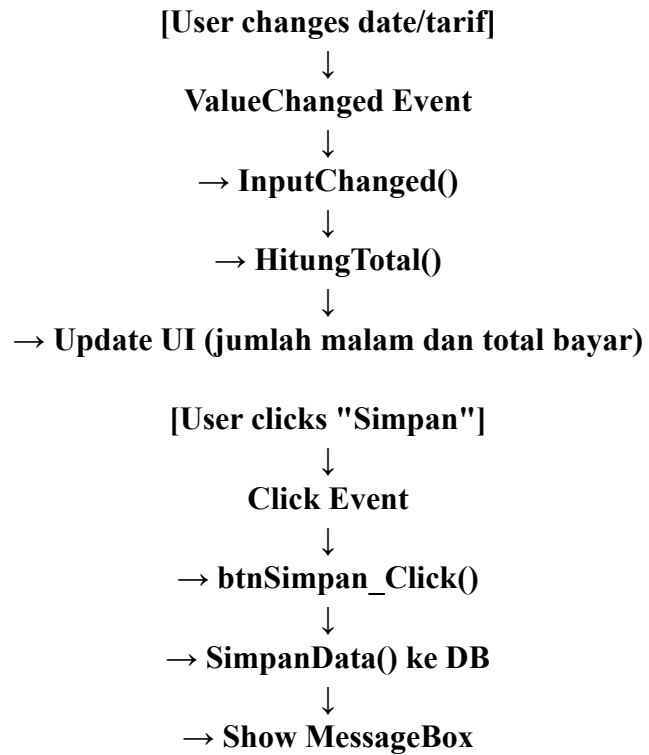 [User changes date/tarif]
↓
ValueChanged Event
↓
→ InputChanged()
↓
→ HitungTotal()
↓
→ Update UI (jumlah malam dan total bayar)
[User clicks "Simpan"]
↓
Click Event
↓
→ btnSimpan_Click()
↓
→ SimpanData() ke DB
↓
→ Show MessageBox